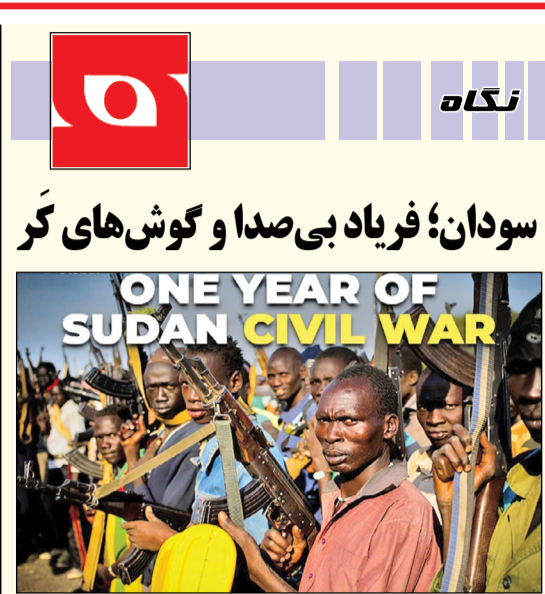 نگاه
سودان؛ فریاد بی‌صدا و گوش‌های کَر
ONE YEAR OF
SUDAN CIVIL WAR